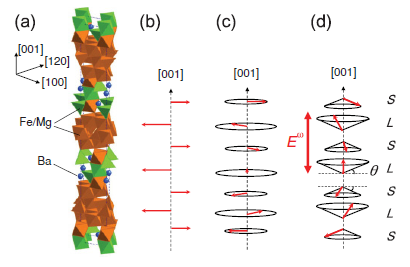 (a)
(b)
(c)
(d)
[001]
[120]
[100]
[001]
[001]
[001]
Fe/Mg
Ba
E^ω
θ
S
L
S
L
S
L
S